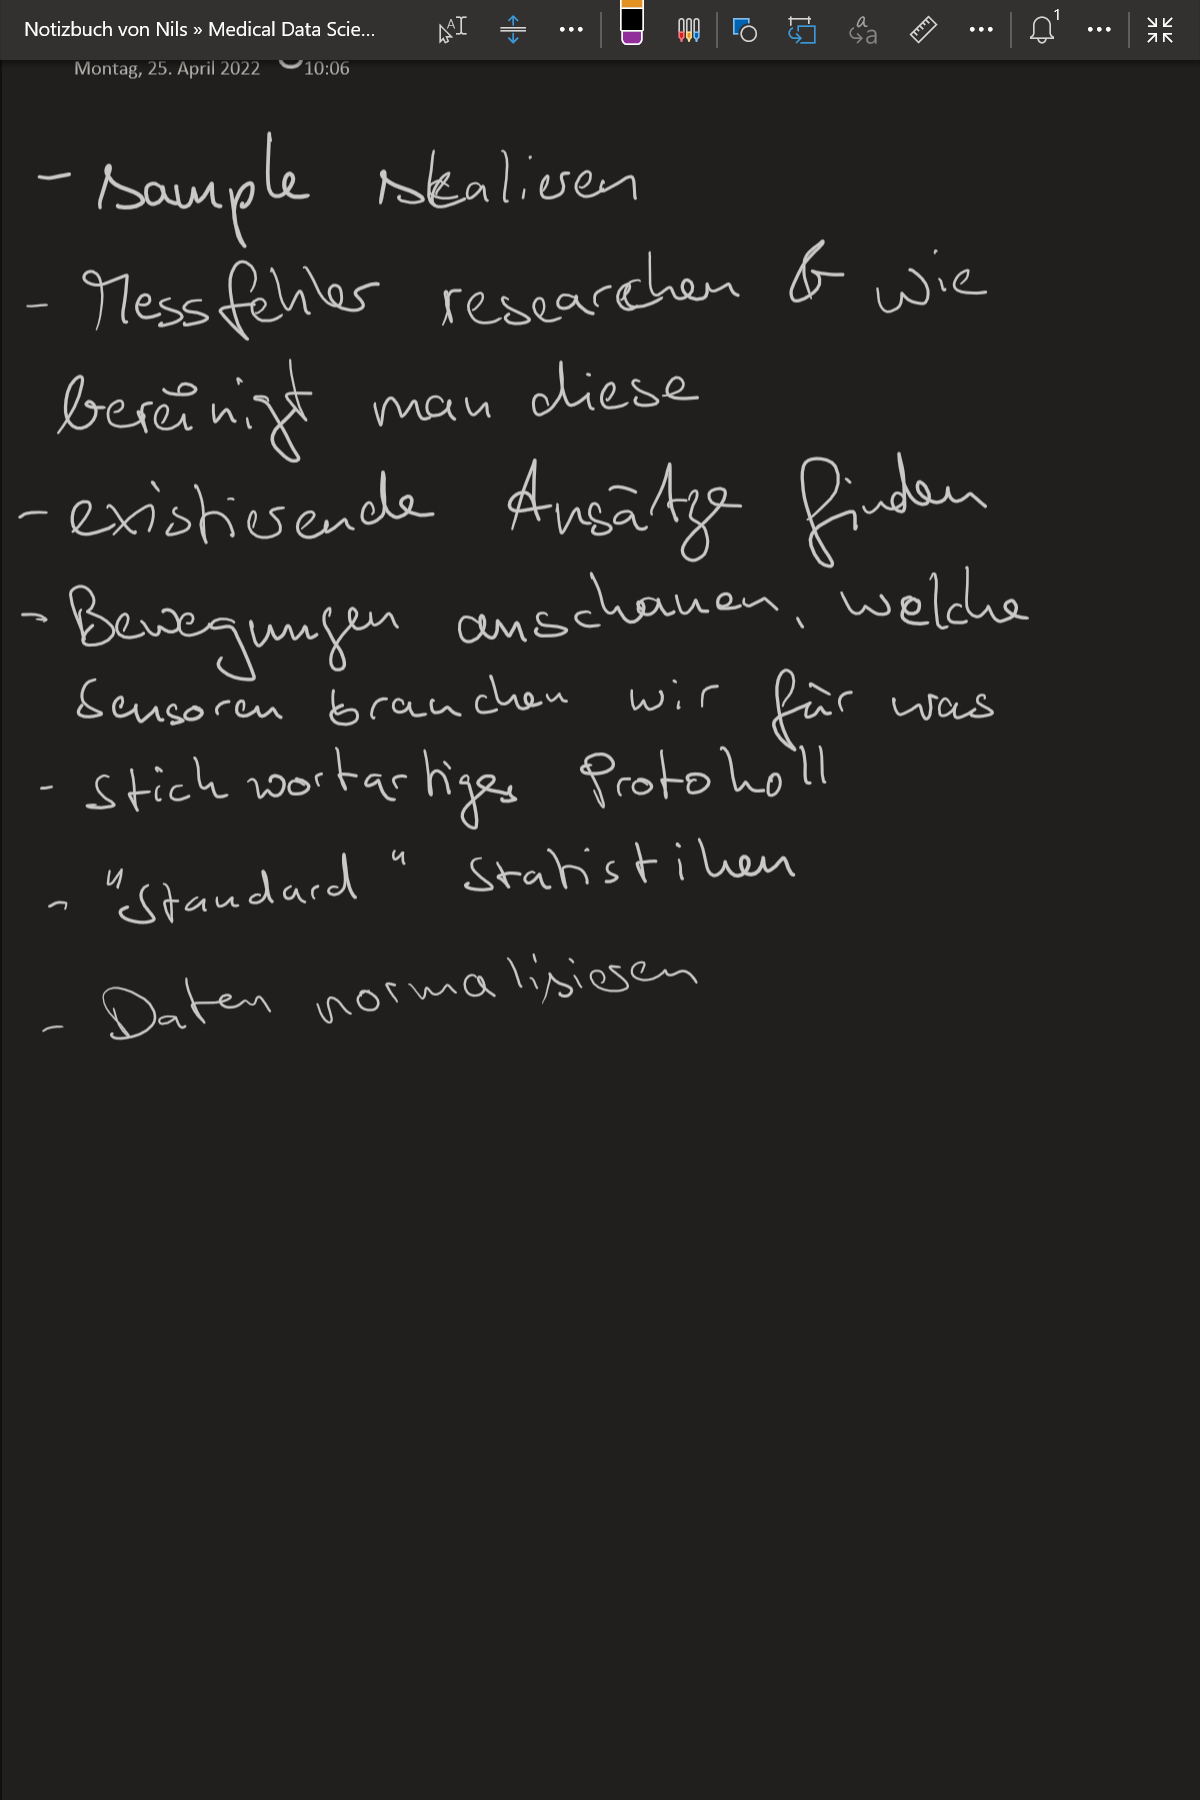 Notizbuch von Nils » Medical Data Scie...
Montag, 25. April 2022 10:06
- sample skalieren
- Messfehler researchen & wie
bereinigt man diese
- existierende Ansätze finden
- Bewegungen anschauen, welche
Sensoren brauchen wir für was
- Stichwortartiges Protokoll
- "Standard" Statistiken
- Daten normalisieren